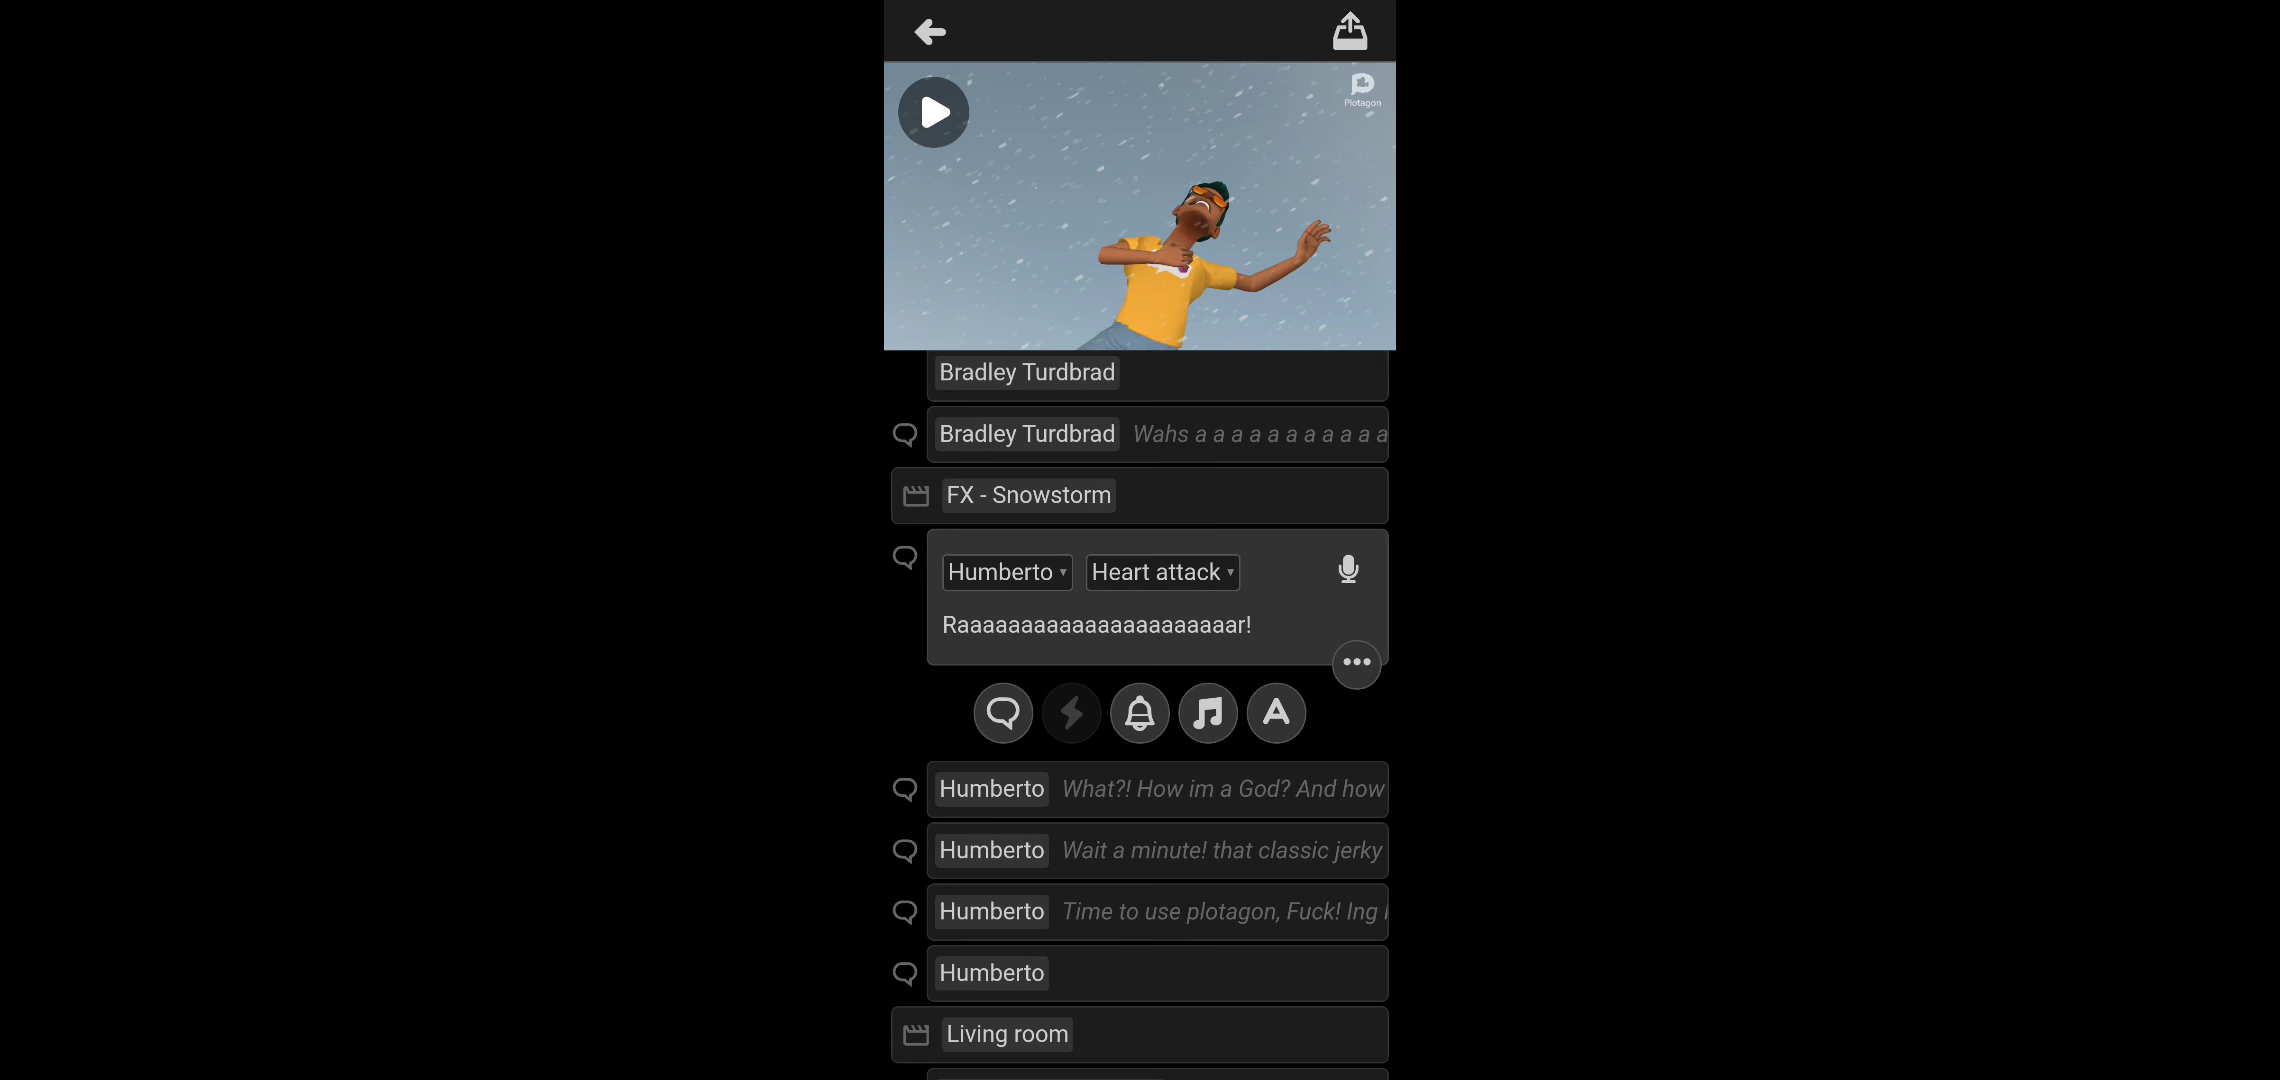 Plotagon
Bradley Turdbrad
Bradley Turdbrad Wahs a a a a a a a a a a a
FX - Snowstorm
Humberto Heart attack
Raaaaaaaaaaaaaaaaaaaaaar!
A
Humberto What?! How im a God? And how
Humberto Wait a minute! that classic jerky
Humberto Time to use plotagon, Fuck! Ing
Humberto
Living room